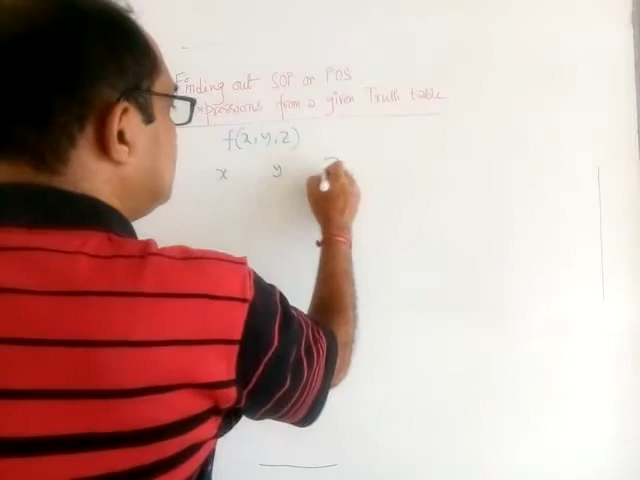 Finding out SOP or POS
expressions from a given Truth table
f(x, y, z)
x y